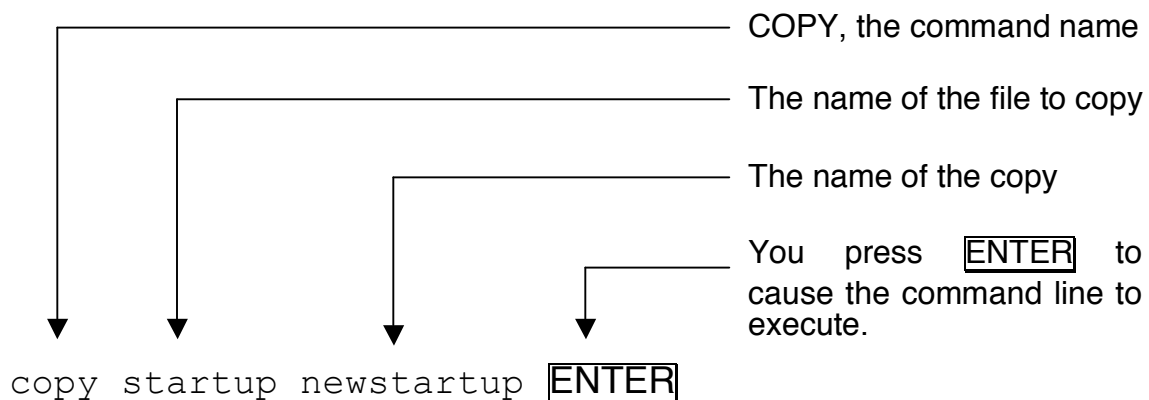 COPY, the command name
The name of the file to copy
The name of the copy
You press ENTER to
cause the command line to
execute.
copy startup newstartup ENTER